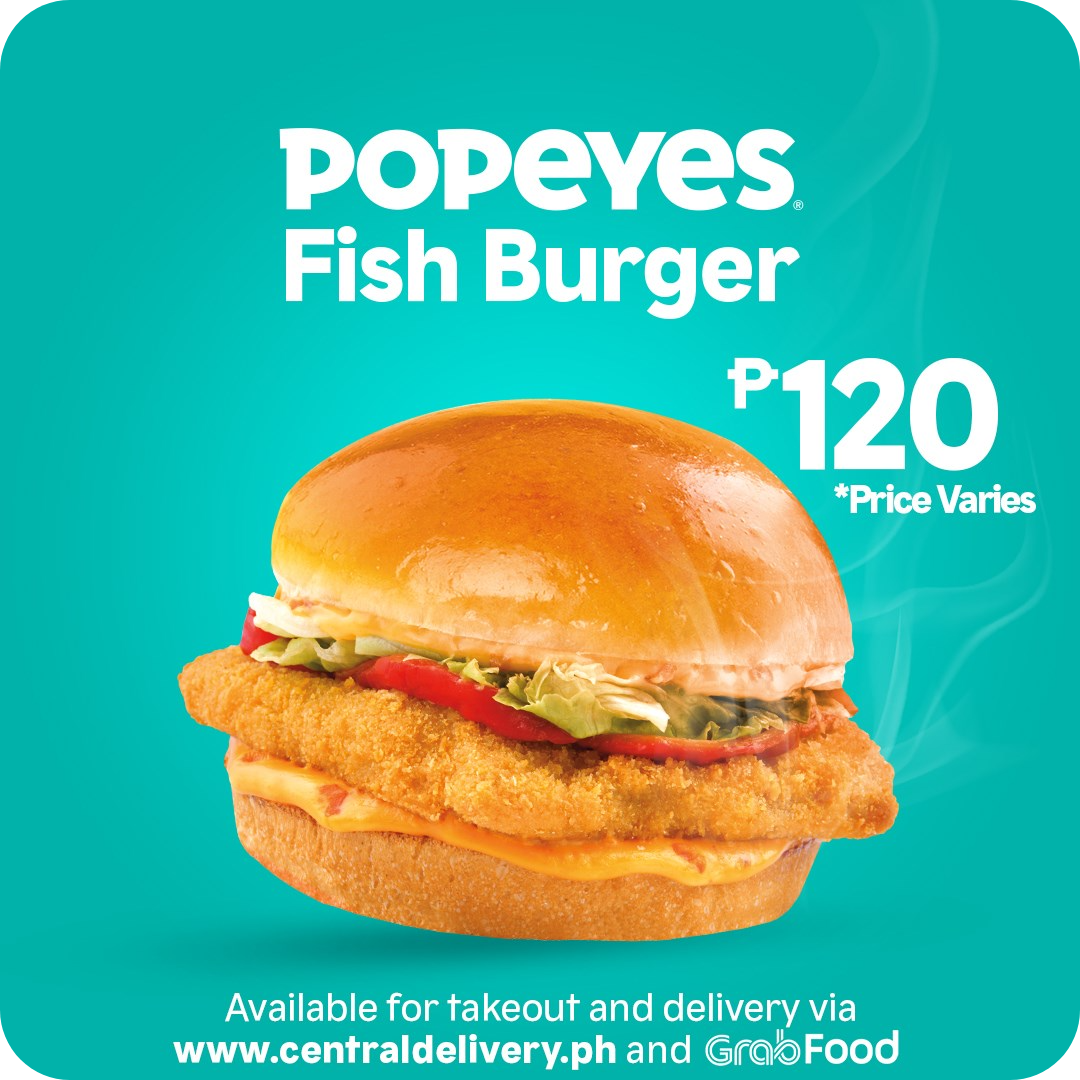 POPEYES®
Fish Burger
₱120
*Price Varies
Available for takeout and delivery via
www.centraldelivery.ph and GrabFood